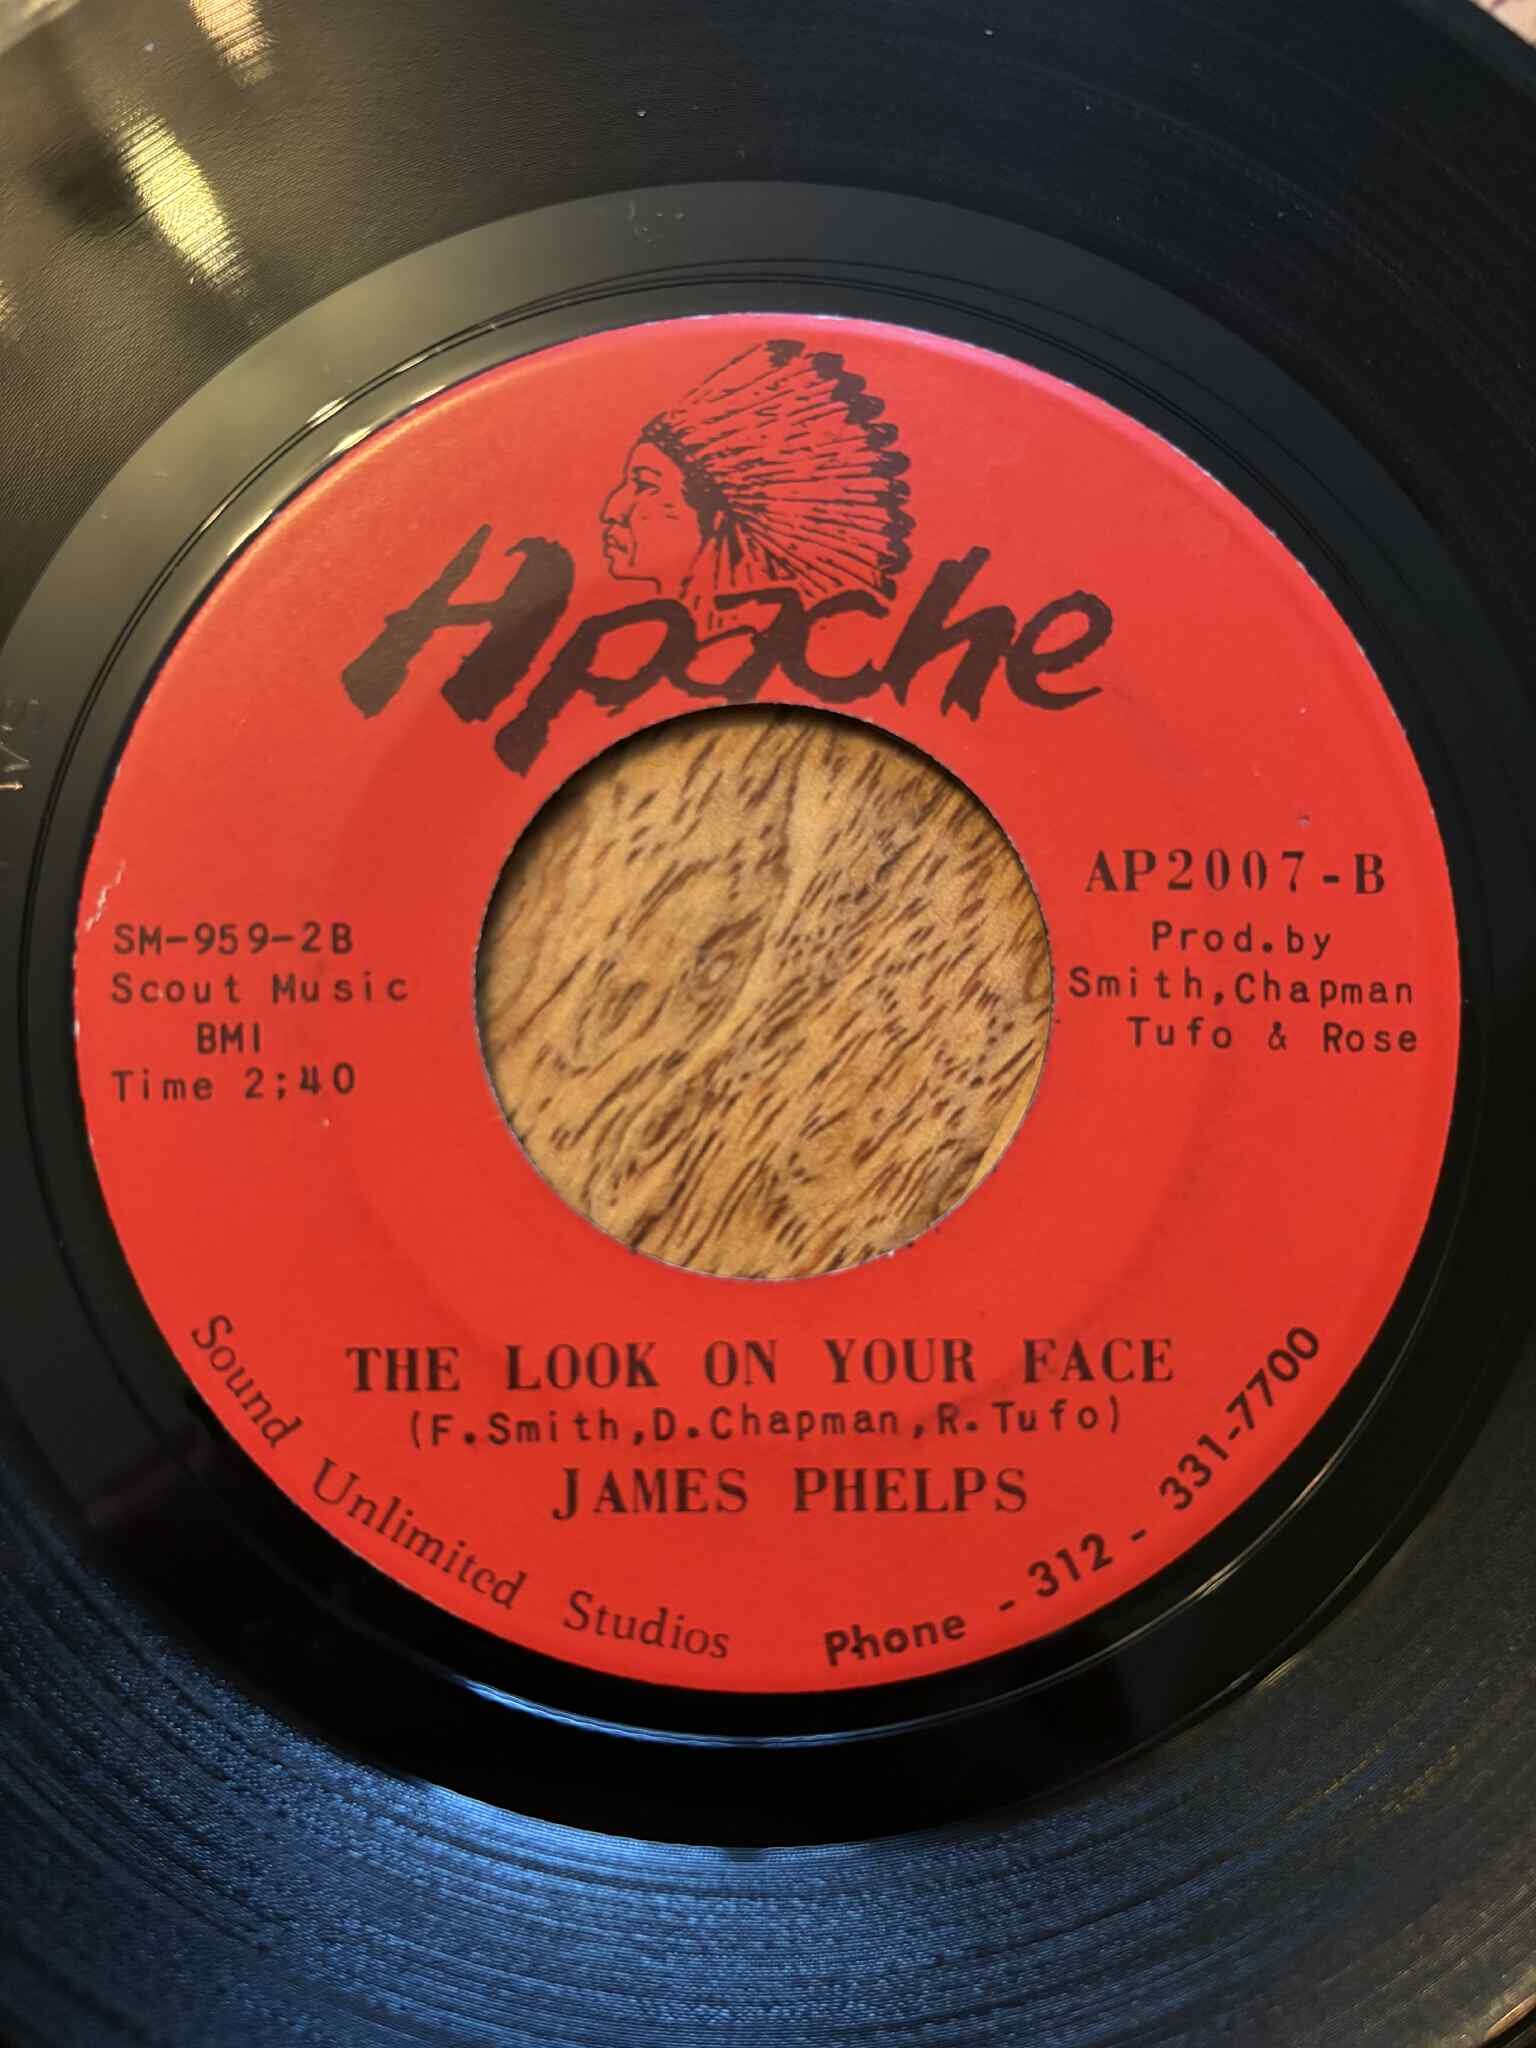 Apache
AP2007-B
Prod.by
Smith,Chapman
Tufo & Rose
SM-959-2B
Scout Music
BMI
Time 2;40
THE LOOK ON YOUR FACE
(F.Smith,D.Chapman,R.Tufo)
JAMES PHELPS
Sound Unlimited Studios Phone - 312 - 331-7700